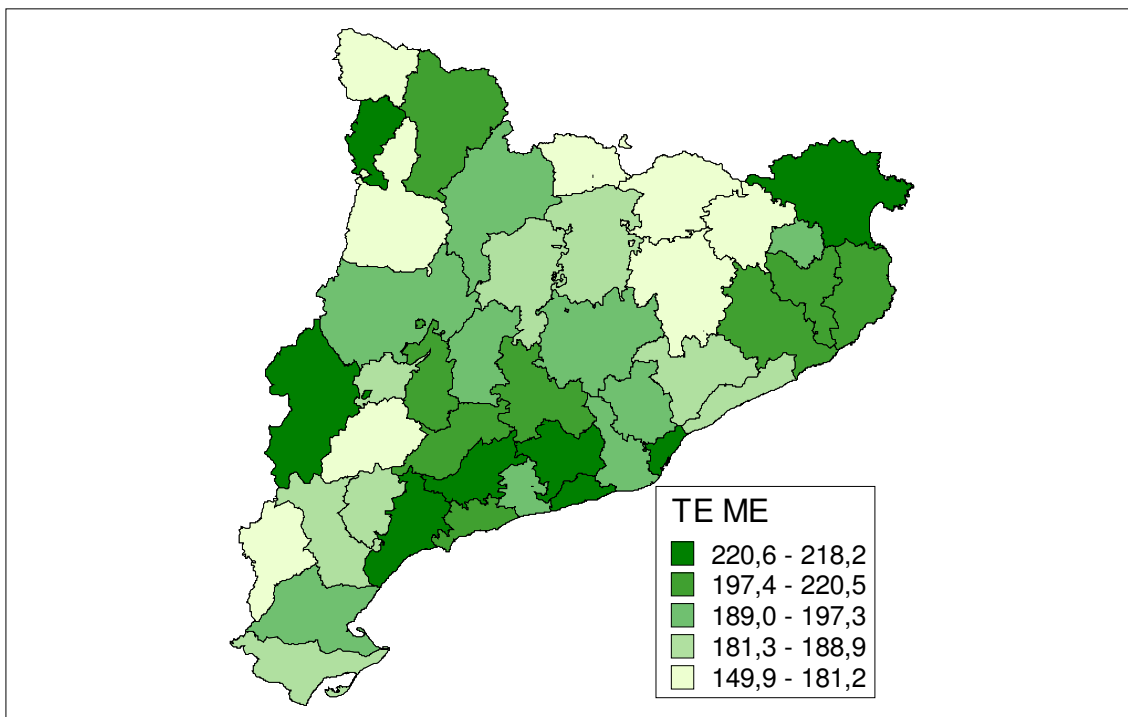 TE ME
220,6 - 218,2
197,4 - 220,5
189,0 - 197,3
181,3 - 188,9
149,9 - 181,2